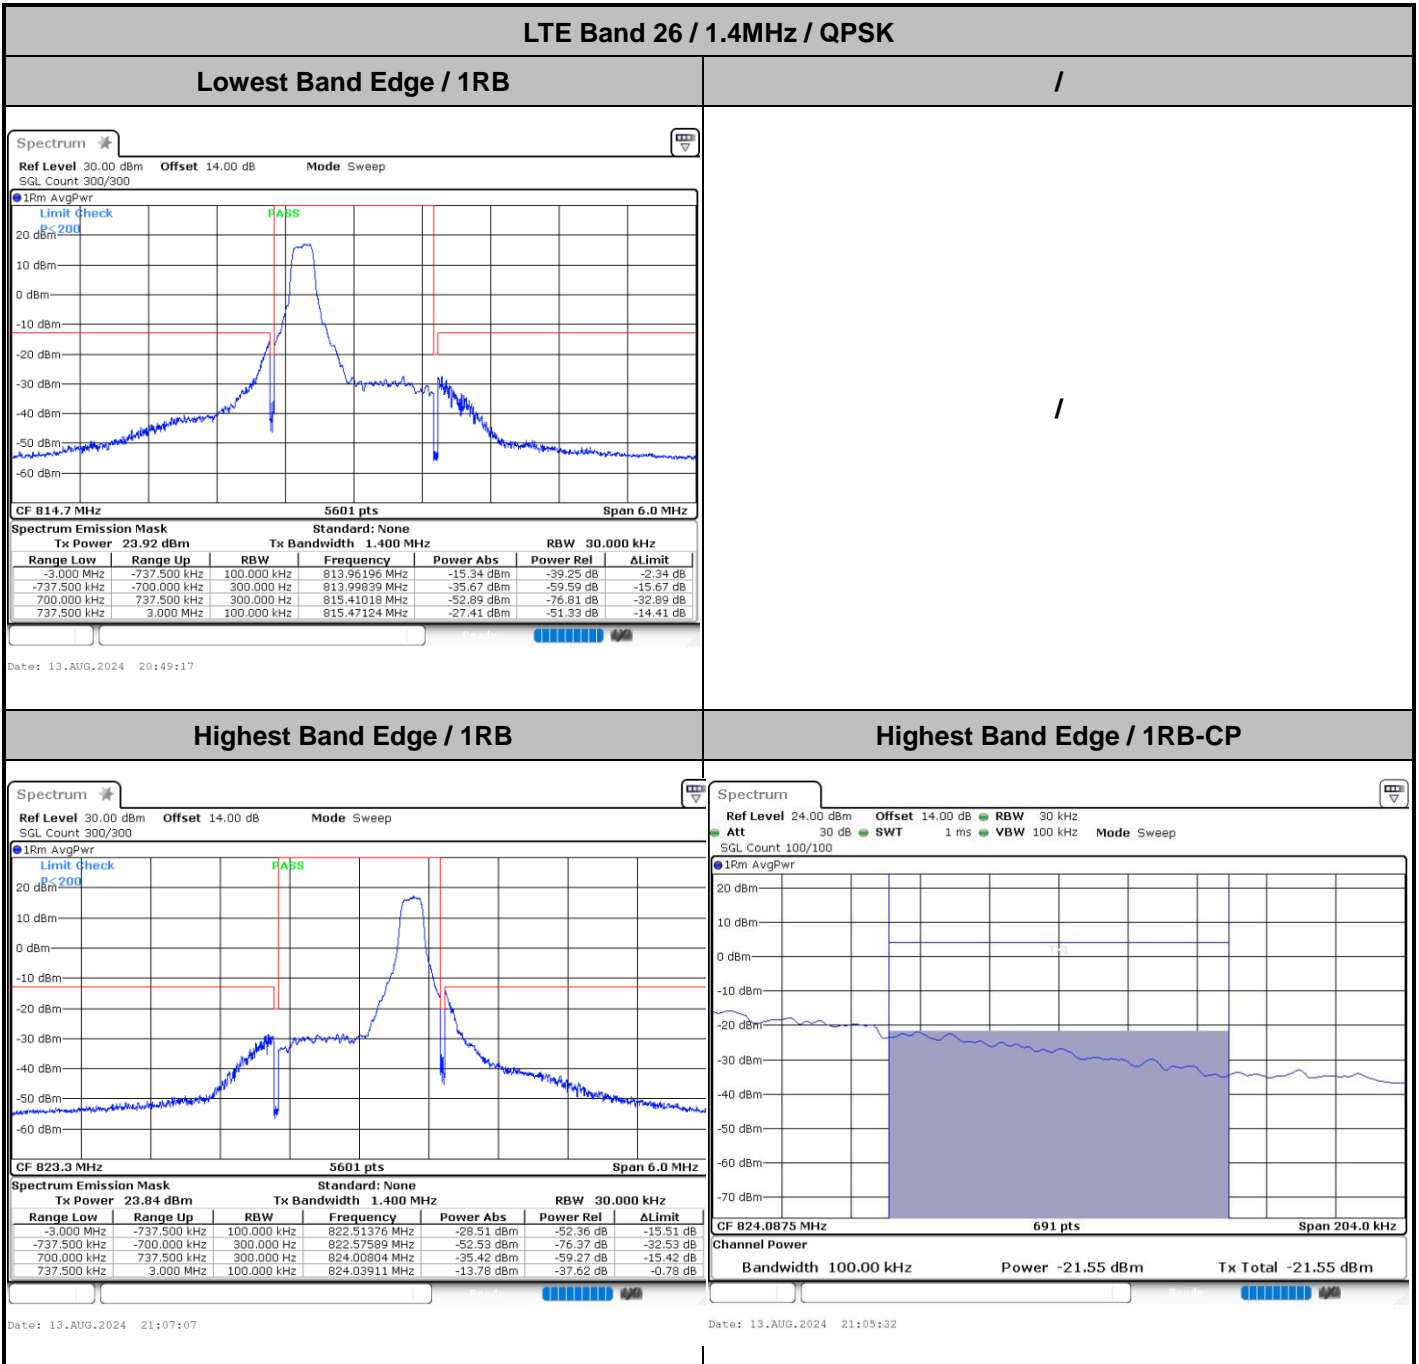 LTE Band 26 / 1.4MHz / QPSK
Lowest Band Edge / 1RB
/
Spectrum
Ref Level 30.00 dBm Offset 14.00 dB Mode Sweep
SGL Count 300/300
1Rm AvgPwr
Limit Check PASS
P<200
20 dBm
10 dBm
0 dBm
-10 dBm
-20 dBm
-30 dBm
-40 dBm
-50 dBm
-60 dBm
CF 814.7 MHz 5601 pts Span 6.0 MHz
Spectrum Emission Mask Standard: None
Tx Power 23.92 dBm Tx Bandwidth 1.400 MHz RBW 30.000 kHz
Range Low Range Up RBW Frequency Power Abs Power Rel ΔLimit
-3.000 MHz -737.500 kHz 100.000 kHz 813.96196 MHz -15.34 dBm -39.25 dB -2.34 dB
-737.500 kHz -700.000 kHz 300.000 Hz 813.99839 MHz -35.67 dBm -59.59 dB -15.67 dB
700.000 kHz 737.500 kHz 300.000 Hz 815.41018 MHz -52.89 dBm -76.81 dB -32.89 dB
737.500 kHz 3.000 MHz 100.000 kHz 815.47124 MHz -27.41 dBm -51.33 dB -14.41 dB
Ready
Date: 13.AUG.2024 20:49:17
/
Highest Band Edge / 1RB
Highest Band Edge / 1RB-CP
Spectrum
Ref Level 30.00 dBm Offset 14.00 dB Mode Sweep
SGL Count 300/300
1Rm AvgPwr
Limit Check PASS
P<200
20 dBm
10 dBm
0 dBm
-10 dBm
-20 dBm
-30 dBm
-40 dBm
-50 dBm
-60 dBm
CF 823.3 MHz 5601 pts Span 6.0 MHz
Spectrum Emission Mask Standard: None
Tx Power 23.84 dBm Tx Bandwidth 1.400 MHz RBW 30.000 kHz
Range Low Range Up RBW Frequency Power Abs Power Rel ΔLimit
-3.000 MHz -737.500 kHz 100.000 kHz 822.51376 MHz -28.51 dBm -52.36 dB -15.51 dB
-737.500 kHz -700.000 kHz 300.000 Hz 822.57589 MHz -52.53 dBm -76.37 dB -32.53 dB
700.000 kHz 737.500 kHz 300.000 Hz 824.00804 MHz -35.42 dBm -59.27 dB -15.42 dB
737.500 kHz 3.000 MHz 100.000 kHz 824.03911 MHz -13.78 dBm -37.62 dB -0.78 dB
Ready
Date: 13.AUG.2024 21:07:07
Spectrum
Ref Level 24.00 dBm Offset 14.00 dB RBW 30 kHz
Att 30 dB SWT 1 ms VBW 100 kHz Mode Sweep
SGL Count 100/100
1Rm AvgPwr
20 dBm
10 dBm
0 dBm
TX1
-10 dBm
-20 dBm
-30 dBm
-40 dBm
-50 dBm
-60 dBm
-70 dBm
CF 824.0875 MHz 691 pts Span 204.0 kHz
Channel Power
Bandwidth 100.00 kHz Power -21.55 dBm Tx Total -21.55 dBm
Ready
Date: 13.AUG.2024 21:05:32